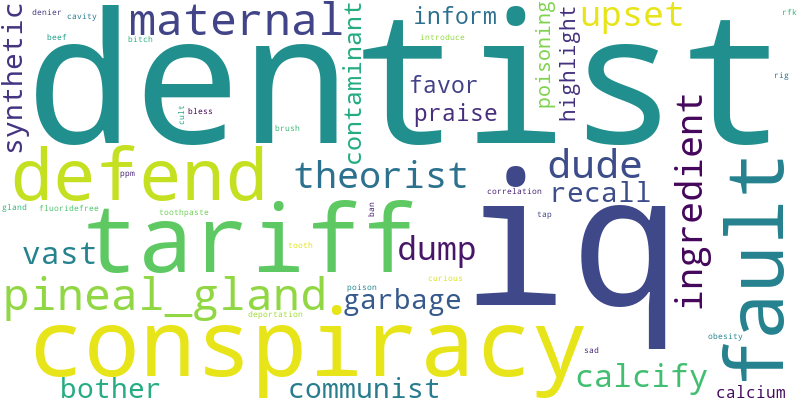 denier
cavity
maternal
inform
upset
rfk
beef
bitch
introduce
synthetic
dentist
contaminant
favor
praise
poisoning
highlight
rig
cult
bless
brush
defend
ppm
theorist
dude
correlation
recall
ingredient
fault
gland
fluoridefree
toothpaste
tariff
ban
iq
tap
vast
tooth
dump
curious
pineal_gland
poison
garbage
deportation
conspiracy
obesity
sad
bother
communist
calcify
calcium